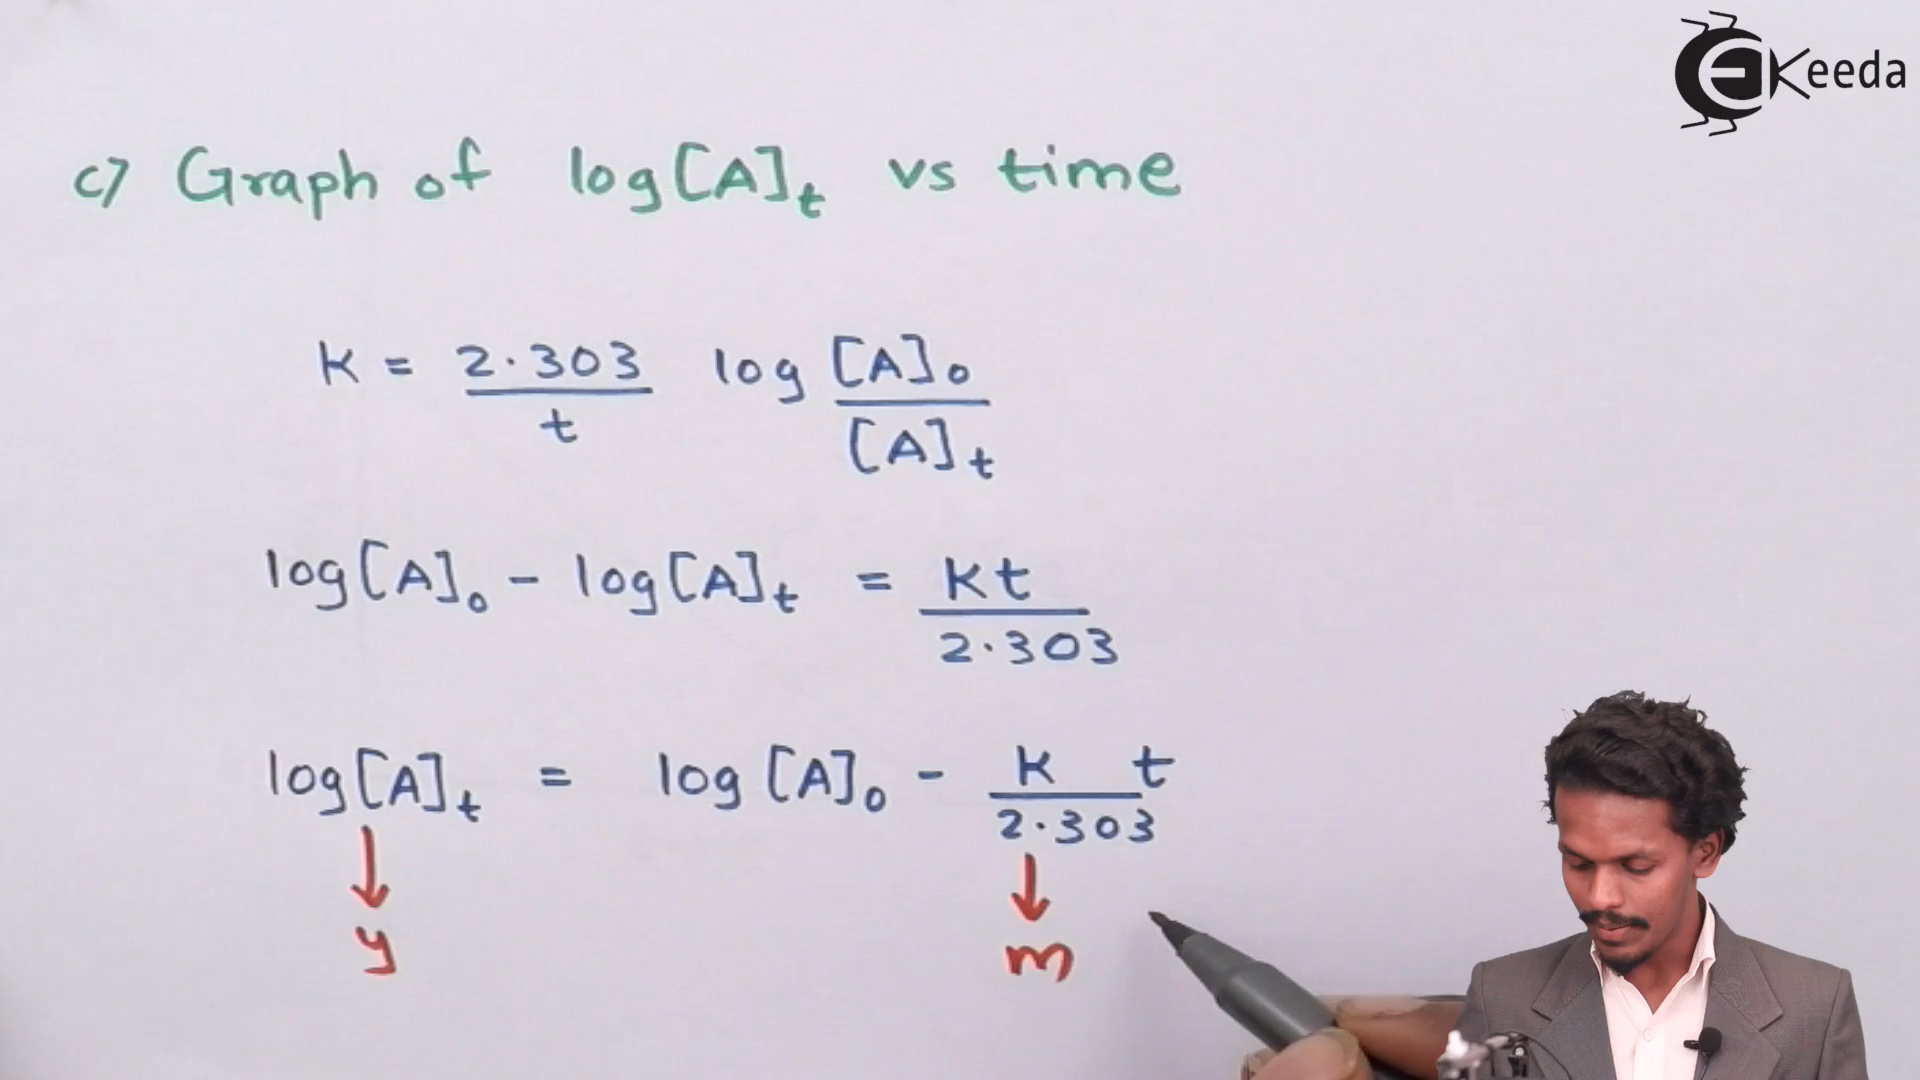 EKeeda
c) Graph of log[A]t vs time
K = 2.303/t log [A]0/[A]t
log[A]0 - log[A]t = Kt/2.303
log[A]t = log[A]0 - K/2.303 t
y m